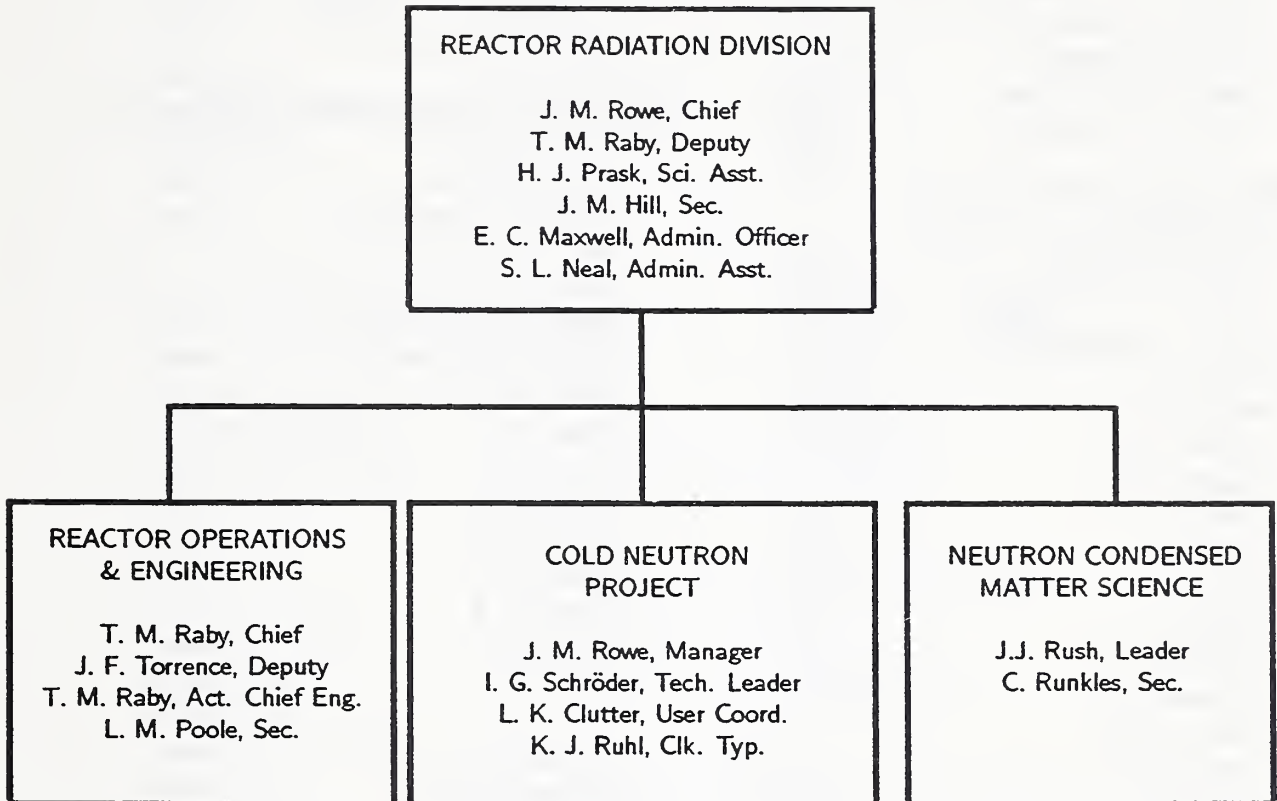 REACTOR RADIATION DIVISION
J. M. Rowe, Chief
T. M. Raby, Deputy
H. J. Prask, Sci. Asst.
J. M. Hill, Sec.
E. C. Maxwell, Admin. Officer
S. L. Neal, Admin. Asst.
REACTOR OPERATIONS
& ENGINEERING
T. M. Raby, Chief
J. F. Torrence, Deputy
T. M. Raby, Act. Chief Eng.
L. M. Poole, Sec.
COLD NEUTRON
PROJECT
J. M. Rowe, Manager
I. G. Schröder, Tech. Leader
L. K. Clutter, User Coord.
K. J. Ruhl, Clk. Typ.
NEUTRON CONDENSED
MATTER SCIENCE
J.J. Rush, Leader
C. Runkles, Sec.